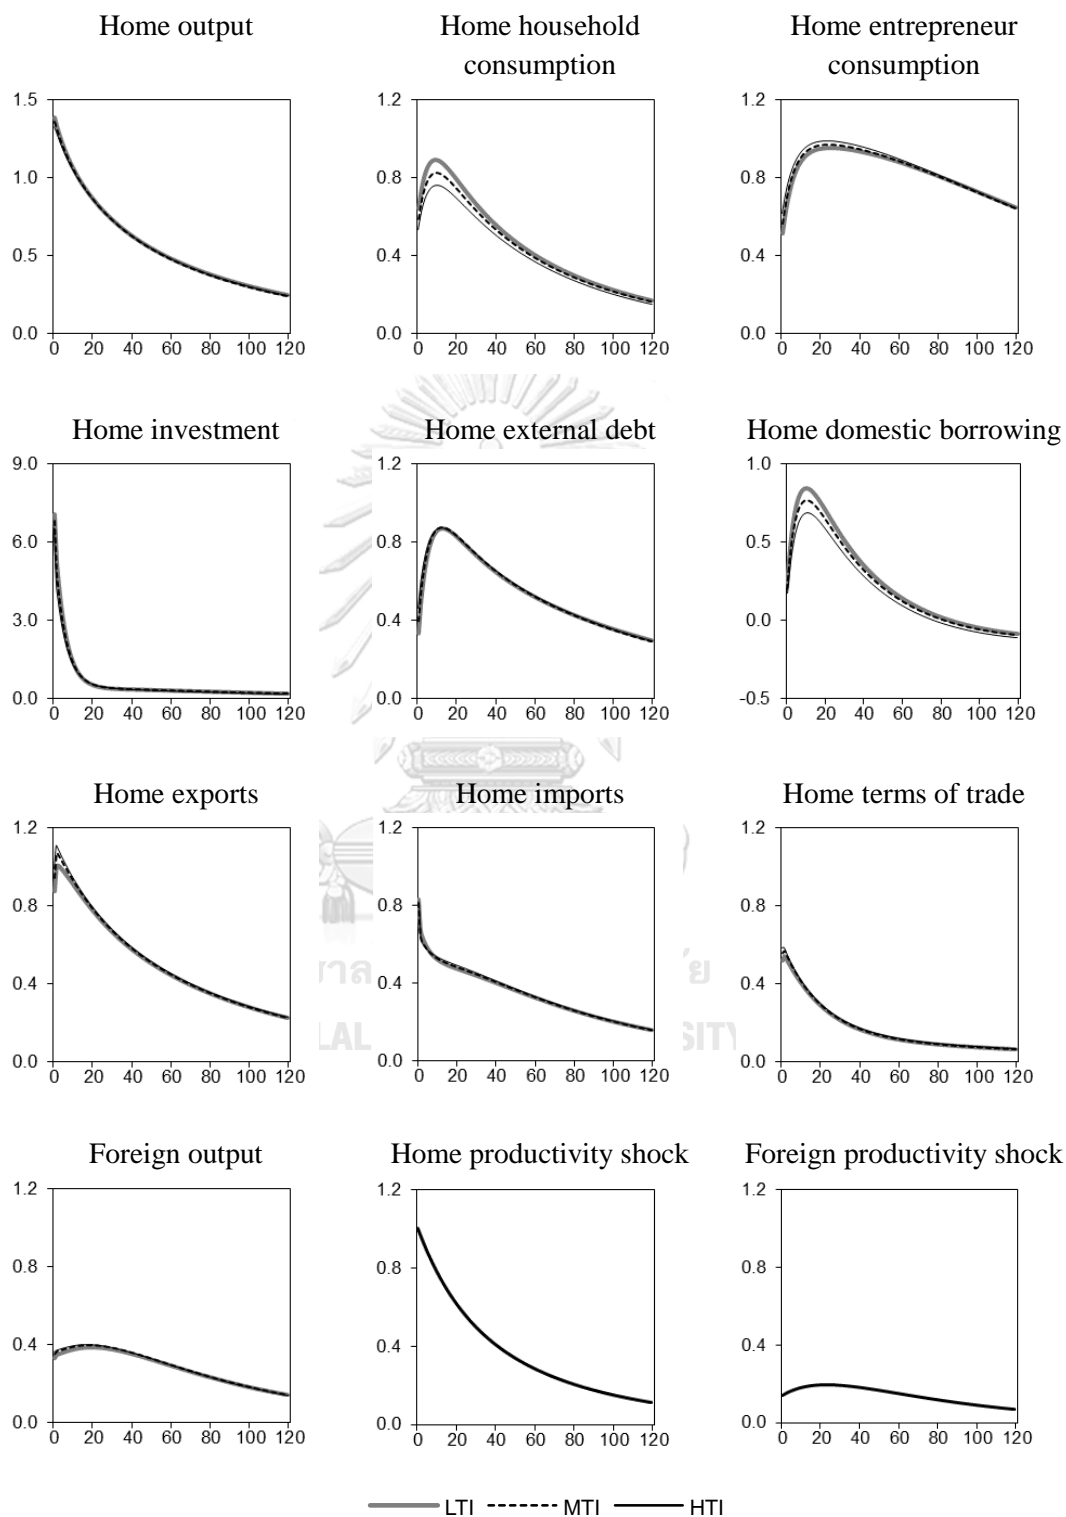 Home output
Home household consumption
Home entrepreneur consumption
1.5
1.0
0.5
0.0
0 20 40 60 80 100 120
1.2
0.8
0.4
0.0
0 20 40 60 80 100 120
1.2
0.8
0.4
0.0
0 20 40 60 80 100 120
Home investment
Home external debt
Home domestic borrowing
9.0
6.0
3.0
0.0
0 20 40 60 80 100 120
1.2
0.8
0.4
0.0
0 20 40 60 80 100 120
1.0
0.5
0.0
-0.5
0 20 40 60 80 100 120
Home exports
Home imports
Home terms of trade
1.2
0.8
0.4
0.0
0 20 40 60 80 100 120
1.2
0.8
0.4
0.0
0 20 40 60 80 100 120
1.2
0.8
0.4
0.0
0 20 40 60 80 100 120
Foreign output
Home productivity shock
Foreign productivity shock
1.2
0.8
0.4
0.0
0 20 40 60 80 100 120
1.2
0.8
0.4
0.0
0 20 40 60 80 100 120
1.2
0.8
0.4
0.0
0 20 40 60 80 100 120
LTI MTI HTI